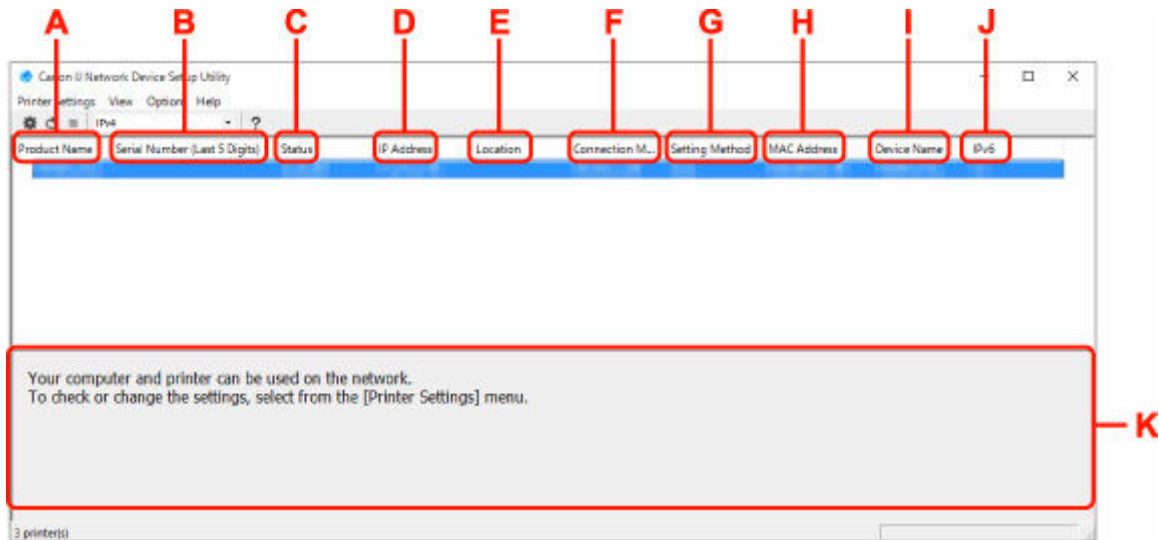 A B C D E F G H I J
Canon IJ Network Device Setup Utility
Printer Settings View Option Help
IPv4 ?
Product Name Serial Number (Last 5 Digits) Status IP Address Location Connection M... Setting Method MAC Address Device Name IPv6
Your computer and printer can be used on the network.
To check or change the settings, select from the [Printer Settings] menu.
K
3 printer(s)